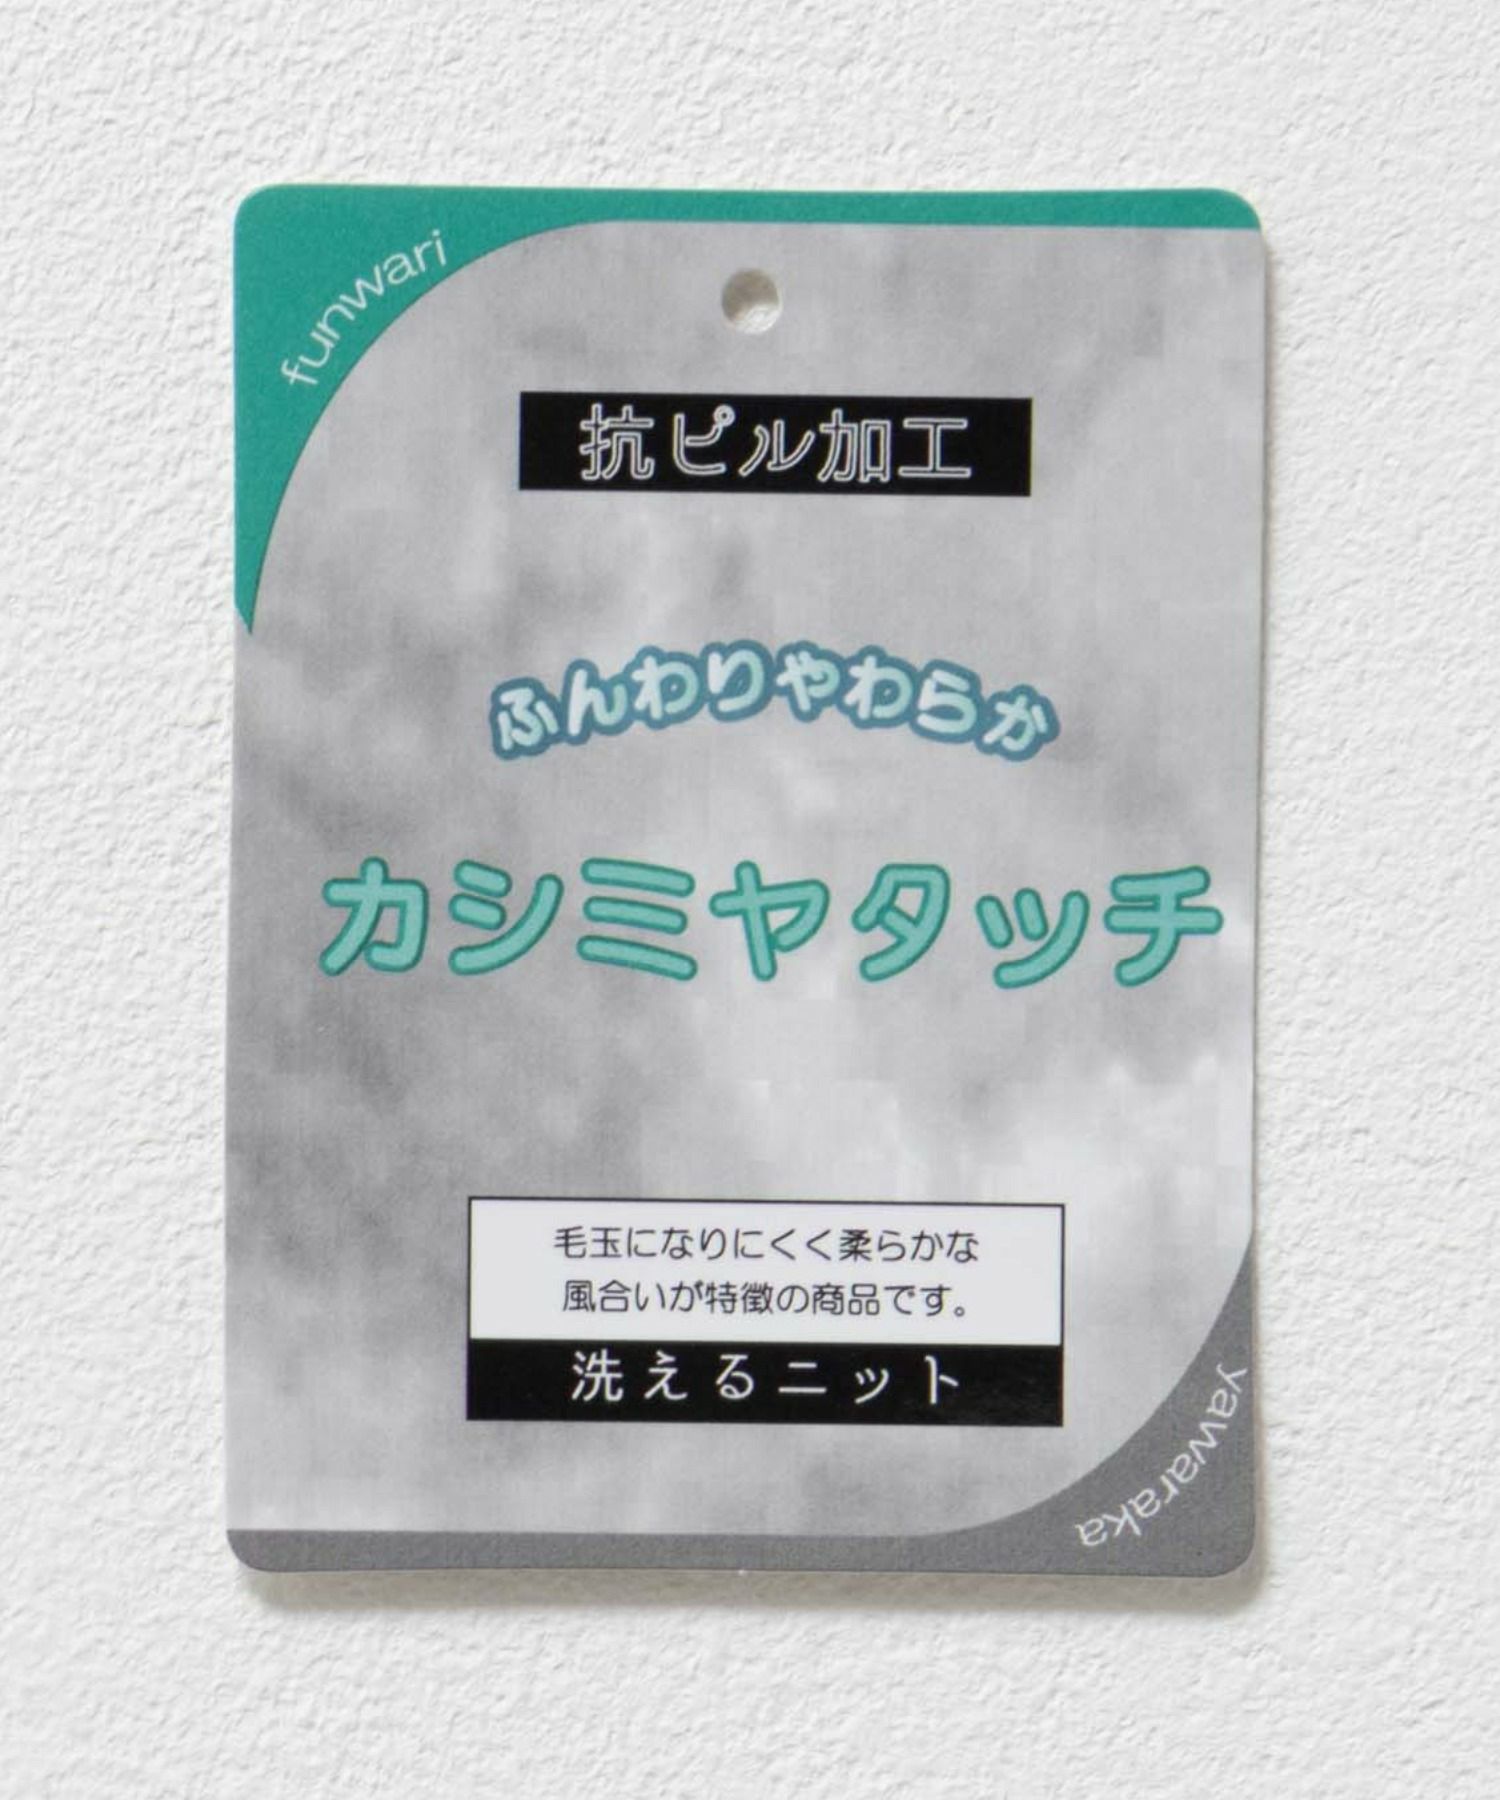 funwari
抗ピル加工
ふんわりやわらか
カシミヤタッチ
毛玉になりにくく柔らかな
風合いが特徴の商品です。
洗えるニット
yawaraka